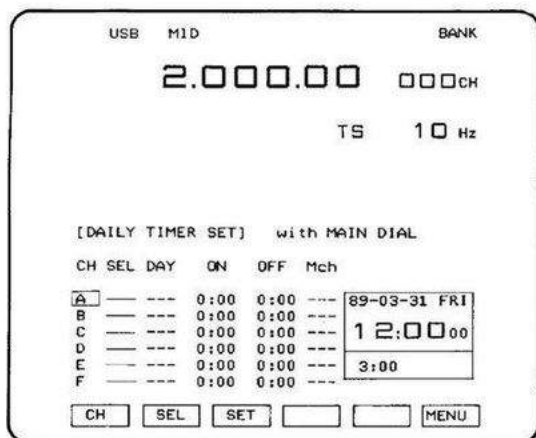 USB MID BANK
2.000.00 000CH
TS 10 Hz
[DAILY TIMER SET] with MAIN DIAL
CH SEL DAY ON OFF Mch
A ── --- 0:00 0:00 ---
B ── --- 0:00 0:00 ---
C ── --- 0:00 0:00 ---
D ── --- 0:00 0:00 ---
E ── --- 0:00 0:00 ---
F ── --- 0:00 0:00 ---
89-03-31 FRI
12:00 00
3:00
CH SEL SET MENU